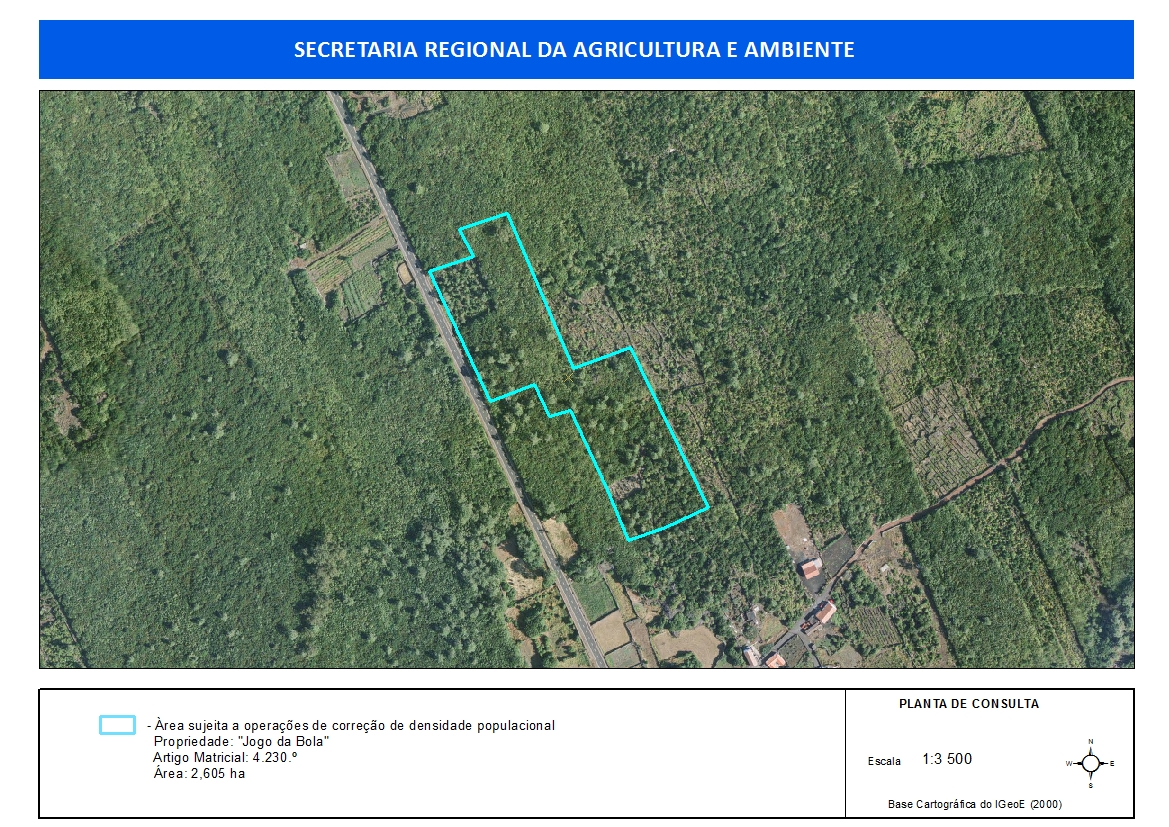 SECRETARIA REGIONAL DA AGRICULTURA E AMBIENTE
- Àrea sujeita a operações de correção de densidade populacional
Propriedade: "Jogo da Bola"
Artigo Matricial: 4.230.º
Área: 2,605 ha
PLANTA DE CONSULTA
Escala 1:3 500
N
W E
S
Base Cartográfica do IGeoE (2000)